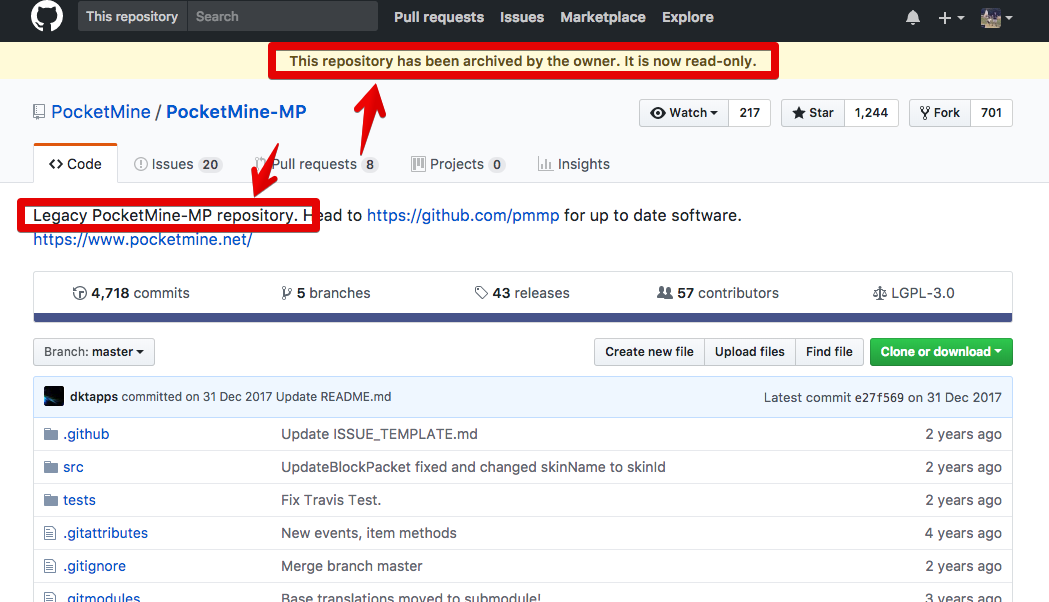 This repository Search Pull requests Issues Marketplace Explore
This repository has been archived by the owner. It is now read-only.
PocketMine / PocketMine-MP Watch 217 Star 1,244 Fork 701
<> Code Issues 20 Pull requests 8 Projects 0 Insights
Legacy PocketMine-MP repository. Head to https://github.com/pmmp for up to date software.
https://www.pocketmine.net/
4,718 commits 5 branches 43 releases 57 contributors LGPL-3.0
Branch: master Create new file Upload files Find file Clone or download
dktapps committed on 31 Dec 2017 Update README.md Latest commit e27f569 on 31 Dec 2017
.github Update ISSUE_TEMPLATE.md 2 years ago
src UpdateBlockPacket fixed and changed skinName to skinId 2 years ago
tests Fix Travis Test. 2 years ago
.gitattributes New events, item methods 4 years ago
.gitignore Merge branch master 2 years ago
.gitmodules Base translations moved to submodule! 3 years ago